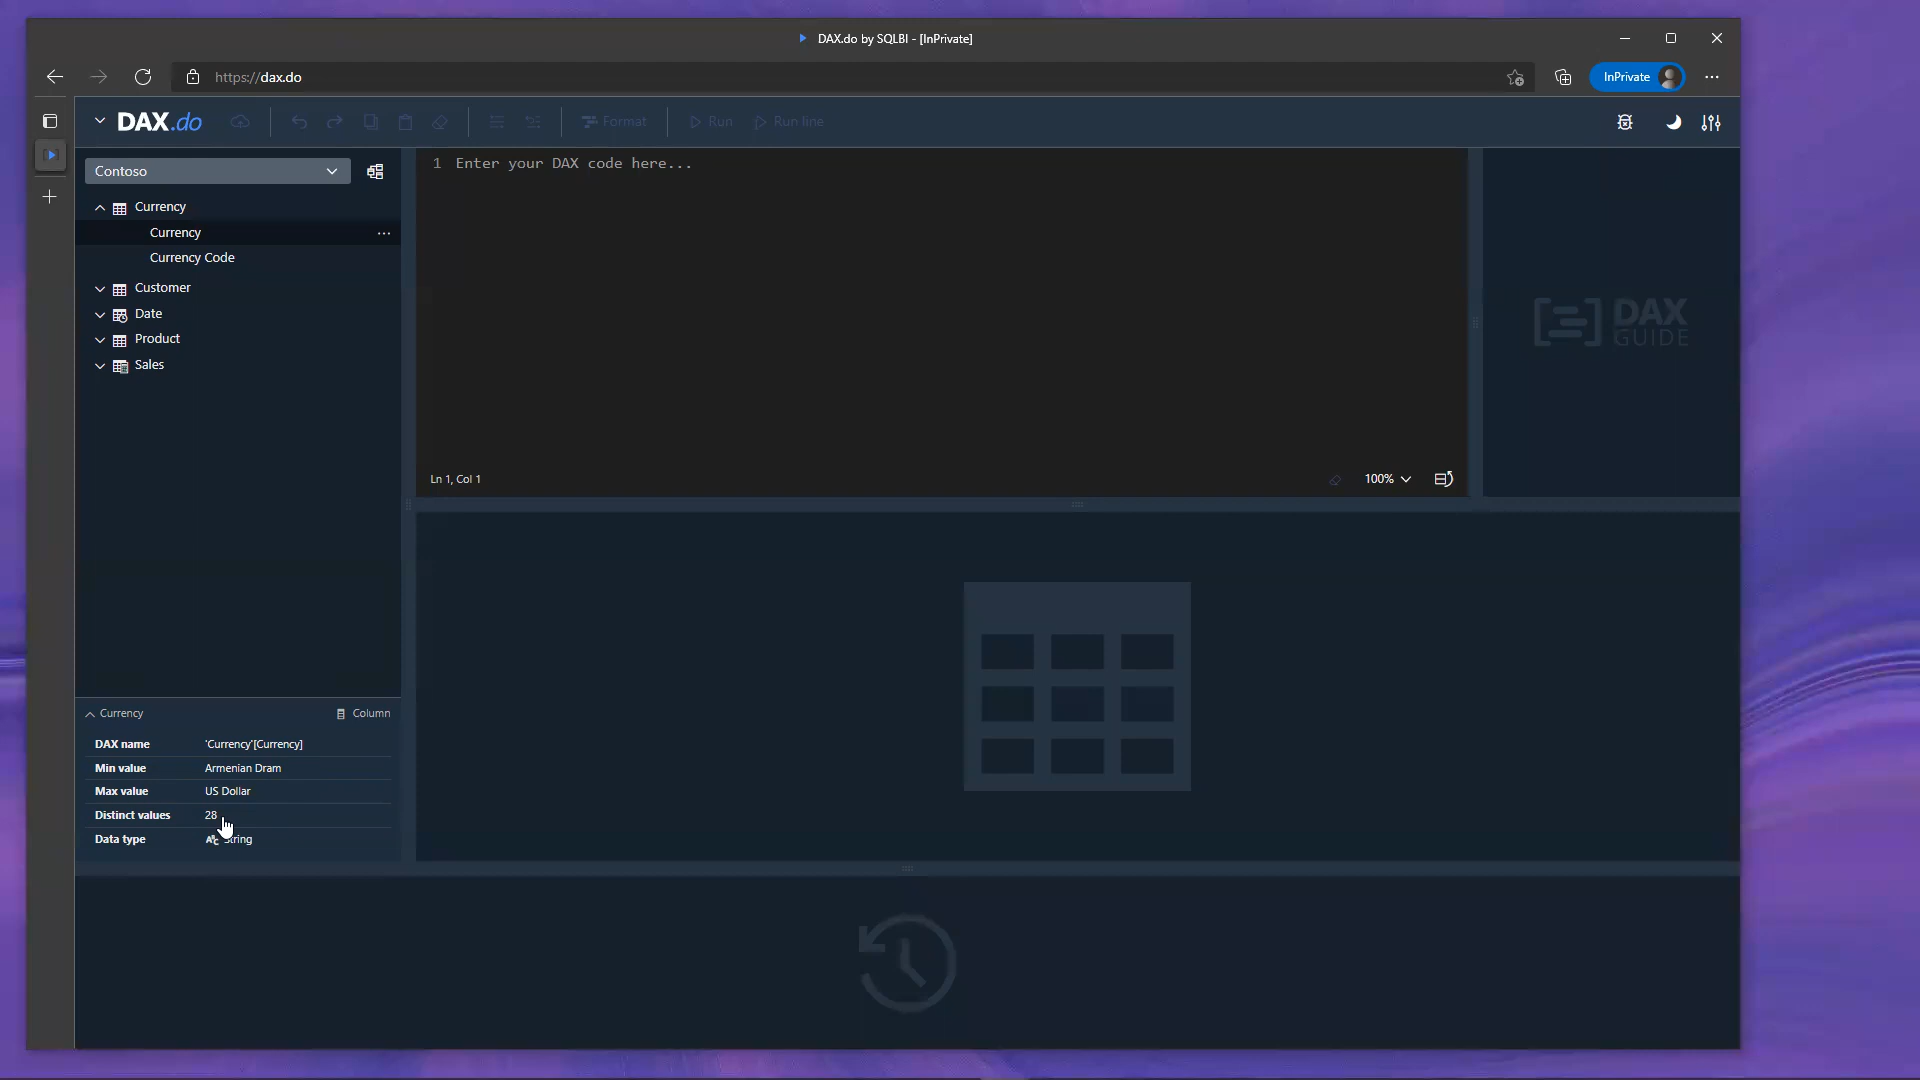 DAX.do by SQLBI - [InPrivate]
https://dax.do
InPrivate
DAX.do
Format
Run
Run line
Contoso
1 Enter your DAX code here...
Currency
Currency
Currency Code
Customer
Date
Product
Sales
DAX
GUIDE
Ln 1, Col 1
100%
Currency
Column
DAX name 'Currency'[Currency]
Min value Armenian Dram
Max value US Dollar
Distinct values 28
Data type String